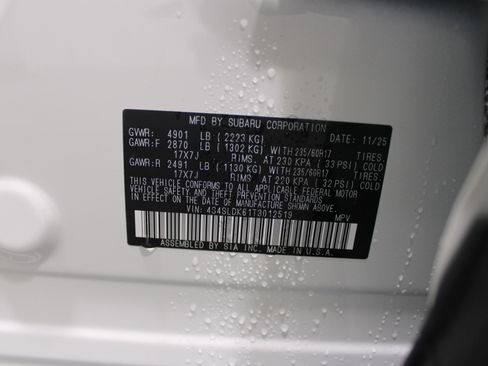 MFD BY SUBARU CORPORATION
GVWR: 4901 LB (2223 KG) DATE: 11/25
GAWR:F 2870 LB (1302 KG) WITH 235/60R17 TIRES,
17X7J RIMS, AT 230 KPA (33 PSI) COLD
GAWR:R 2491 LB (1130 KG) WITH 235/60R17 TIRES,
17X7J RIMS, AT 220 KPA (32 PSI) COLD
THIS VEHICLE CONFORMS TO ALL APPLICABLE FEDERAL MOTOR
VEHICLE SAFETY AND THEFT PREVENTION STANDARDS IN EFFECT
ON THE DATE OF MANUFACTURE SHOWN ABOVE.
VIN: 4S4SLDK61T3012519 MPV
ASSEMBLED BY SIA INC. MADE IN U.S.A.